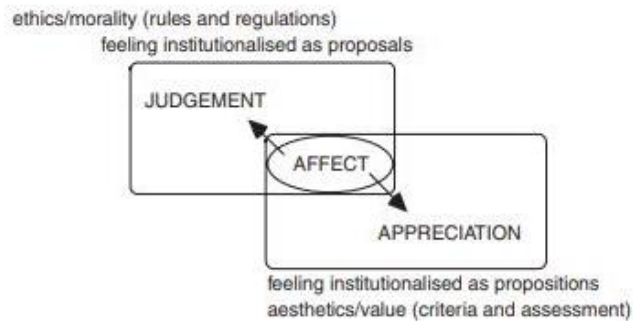 ethics/morality (rules and regulations)
feeling institutionalised as proposals
JUDGEMENT
AFFECT
APPRECIATION
feeling institutionalised as propositions
aesthetics/value (criteria and assessment)